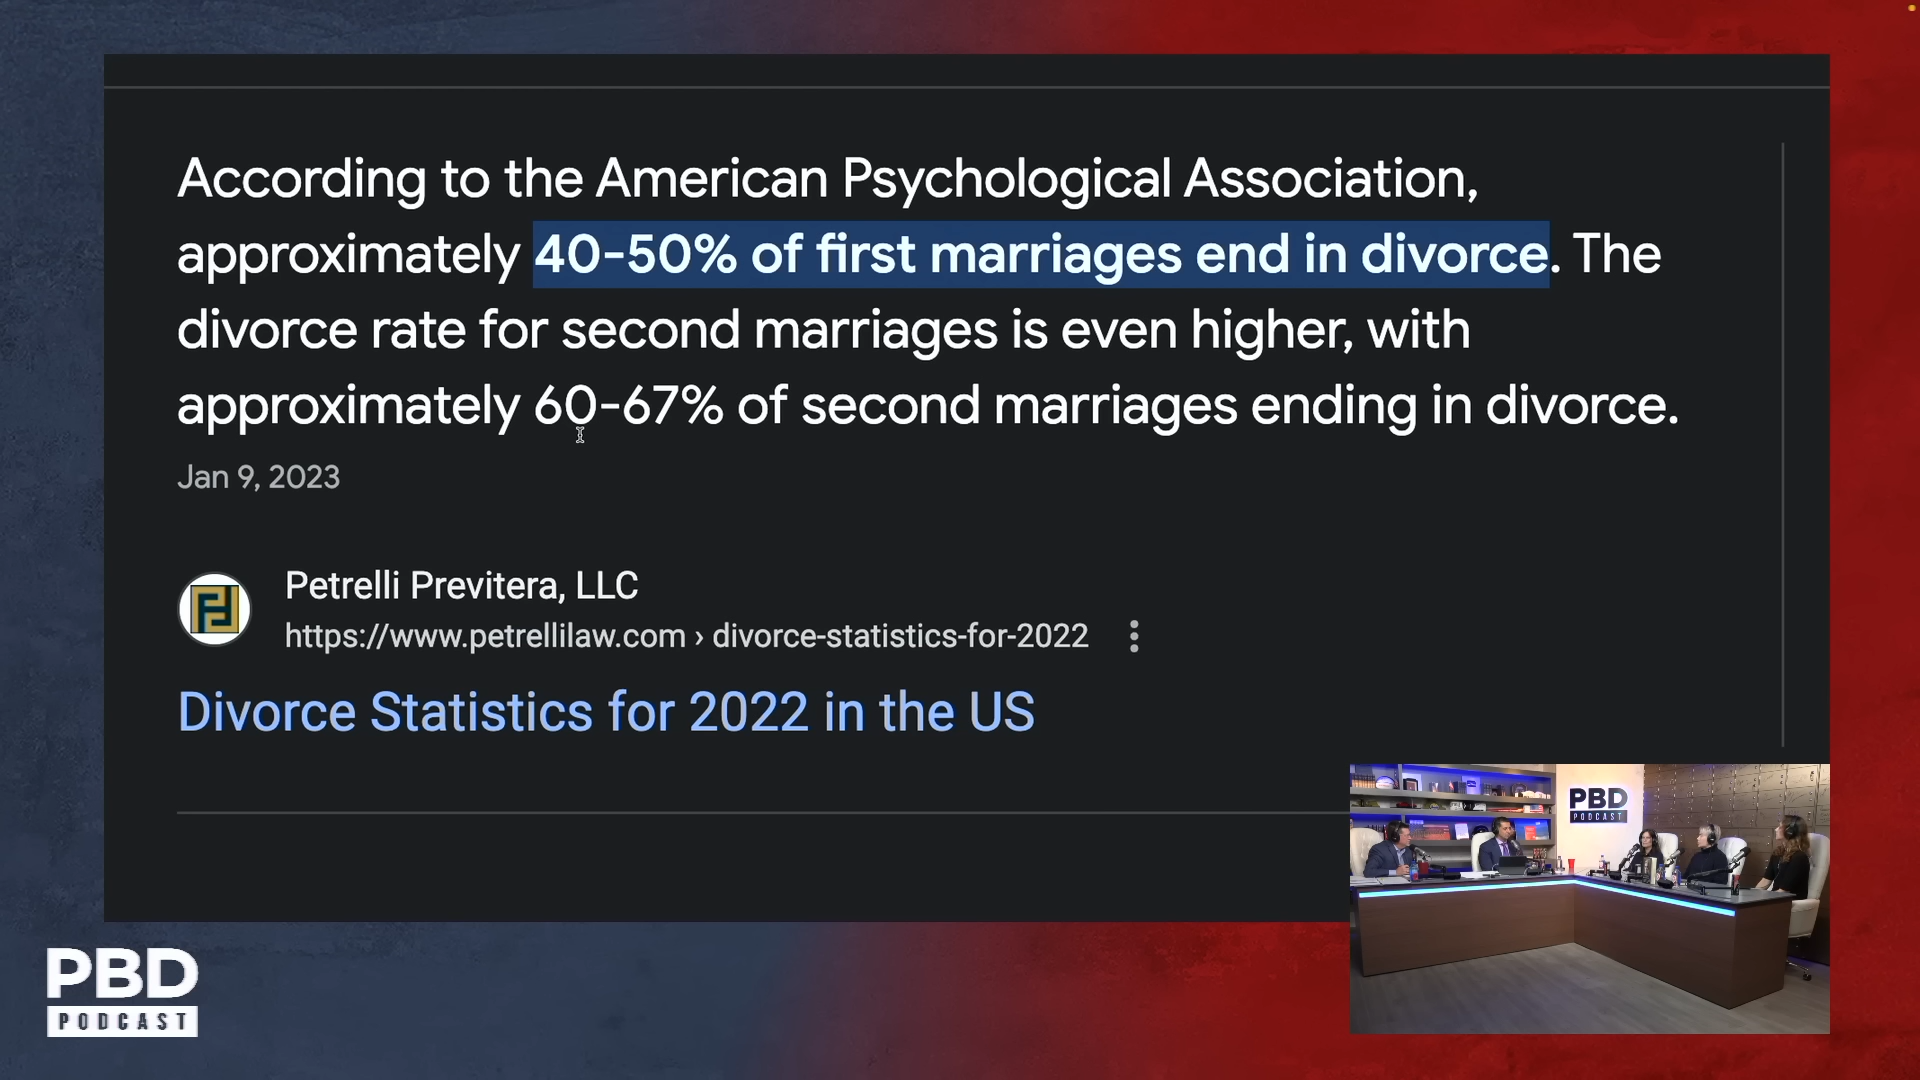 According to the American Psychological Association,
approximately 40-50% of first marriages end in divorce. The
divorce rate for second marriages is even higher, with
approximately 60-67% of second marriages ending in divorce.
Jan 9, 2023
Petrelli Previtera, LLC
https://www.petrellilaw.com › divorce-statistics-for-2022
Divorce Statistics for 2022 in the US
PBD
PODCAST
PBD
PODCAST